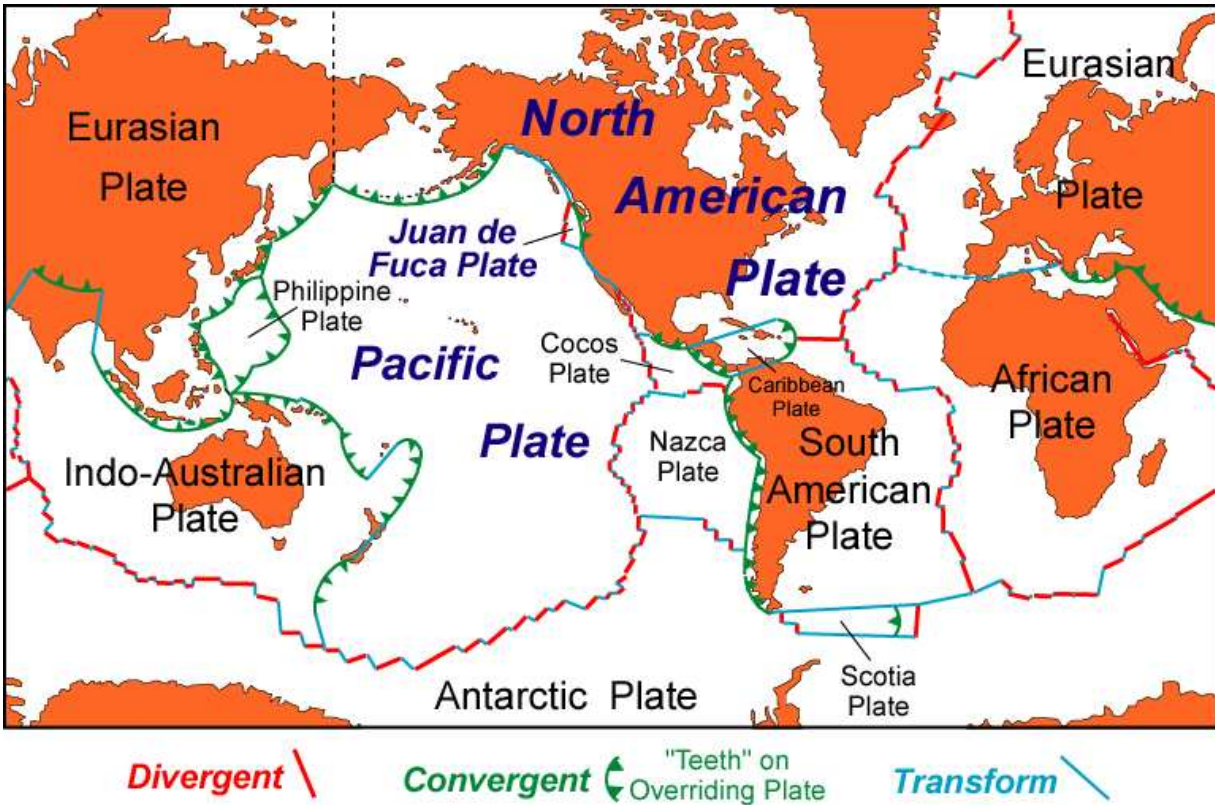 Eurasian
Plate
North
American
Plate
Eurasian
Plate
Juan de
Fuca Plate
Philippine
Plate
Pacific
Plate
Cocos
Plate
Caribbean
Plate
African
Plate
Nazca
Plate
South
American
Plate
Indo-Australian
Plate
Scotia
Plate
Antarctic Plate
Divergent
Convergent
"Teeth" on
Overriding Plate
Transform